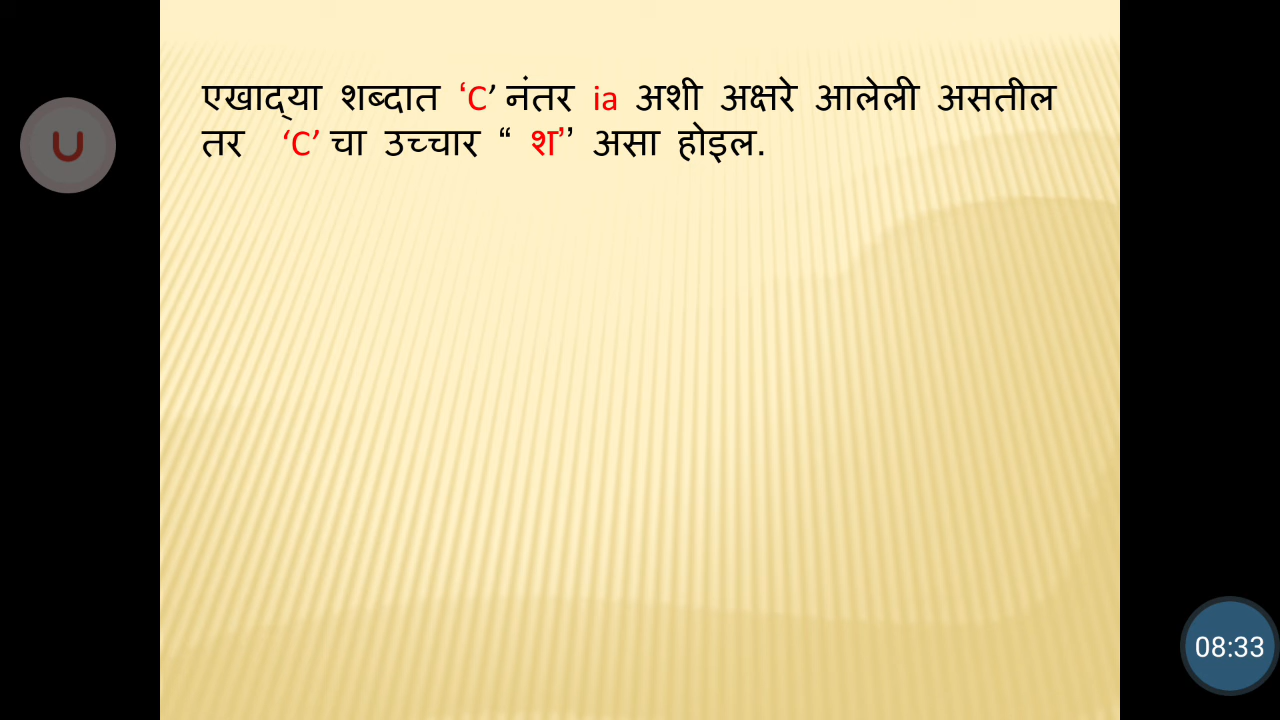 एखाद्‌या शब्दात ‘C’ नंतर ia अशी अक्षरे आलेली असतील
तर ‘C’ चा उच्चार “ श’’ असा होइल.
08:33